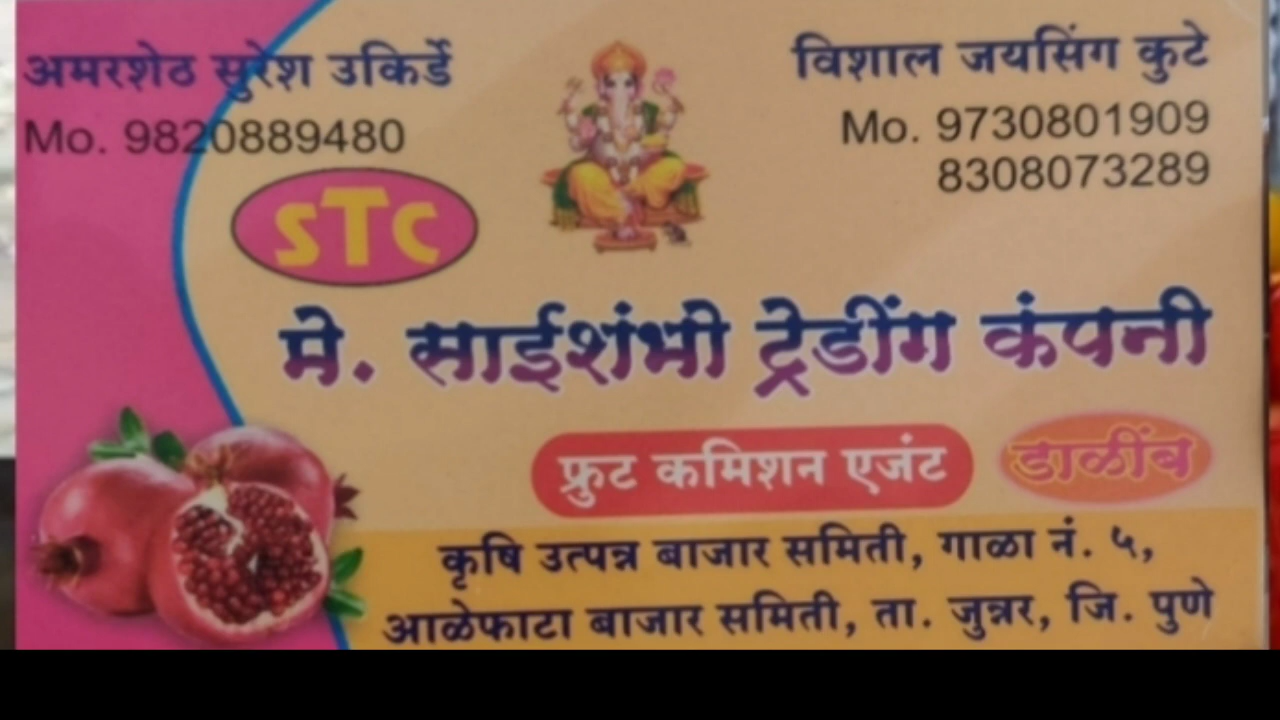 अमरशेठ सुरेश उकिर्डे
Mo. 9820889480
विशाल जयसिंग कुटे
Mo. 9730801909
8308073289
STC
मे. साईशंभो ट्रेडींग कंपनी
फ्रुट कमिशन एजंट
डाळींब
कृषि उत्पन्न बाजार समिती, गाळा नं. ५,
आळेफाटा बाजार समिती, ता. जुन्नर, जि. पुणे